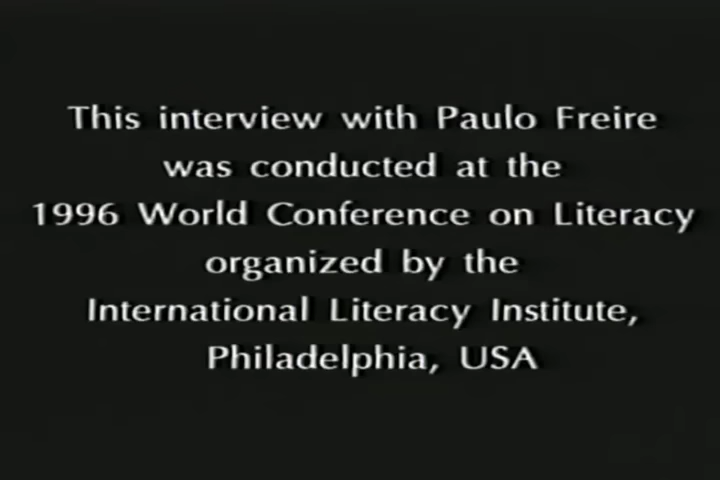 This interview with Paulo Freire
was conducted at the
1996 World Conference on Literacy
organized by the
International Literacy Institute,
Philadelphia, USA